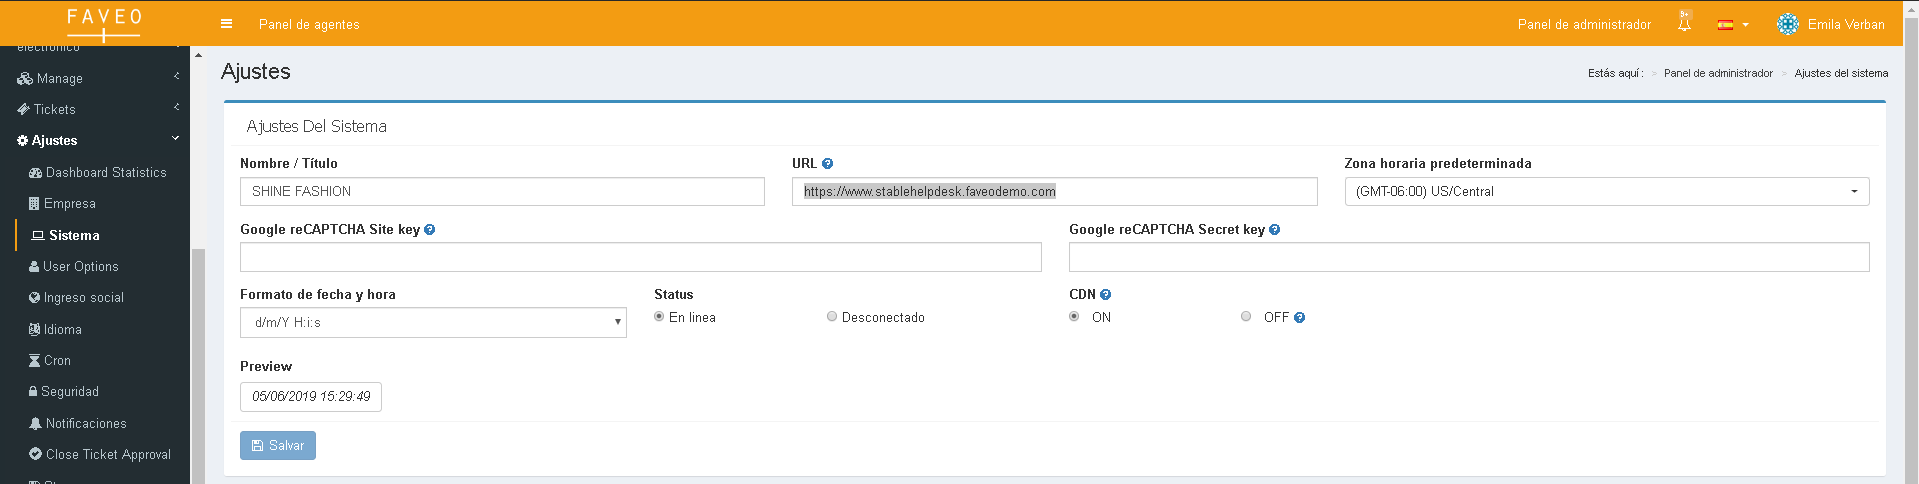 FAVEO
Panel de agentes
Panel de administrador
9+
Emila Verban
electrónico
Manage
Tickets
Ajustes
Dashboard Statistics
Empresa
Sistema
User Options
Ingreso social
Idioma
Cron
Seguridad
Notificaciones
Close Ticket Approval
Ajustes
Estás aquí : > Panel de administrador > Ajustes del sistema
Ajustes Del Sistema
Nombre / Título
URL
Zona horaria predeterminada
SHINE FASHION
https://www.stablehelpdesk.faveodemo.com
(GMT-06:00) US/Central
Google reCAPTCHA Site key
Google reCAPTCHA Secret key
Formato de fecha y hora
Status
CDN
d/m/Y H:i:s
En linea
Desconectado
ON
OFF
Preview
05/06/2019 15:29:49
Salvar